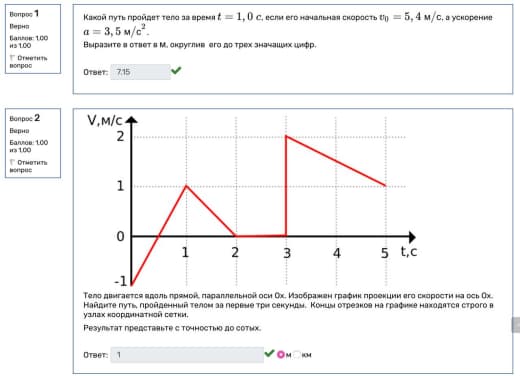 Вопрос 1
Верно
Баллов: 1,00
из 1,00
Отметить
вопрос
Какой путь пройдет тело за время t = 1, 0 c, если его начальная скорость v₀ = 5, 4 м/с, а ускорение
a = 3, 5 м/с².
Выразите в ответ в м, округлив его до трех значащих цифр.
Ответ: 7.15
Вопрос 2
Верно
Баллов: 1,00
из 1,00
Отметить
вопрос
V,м/с
2
1
0
-1
1 2 3 4 5 t,c
Тело двигается вдоль прямой, параллельной оси Ox. Изображен график проекции его скорости на ось Ox.
Найдите путь, пройденный телом за первые три секунды. Концы отрезков на графике находятся строго в
узлах координатной сетки.
Результат представьте с точностью до сотых.
Ответ: 1 м км